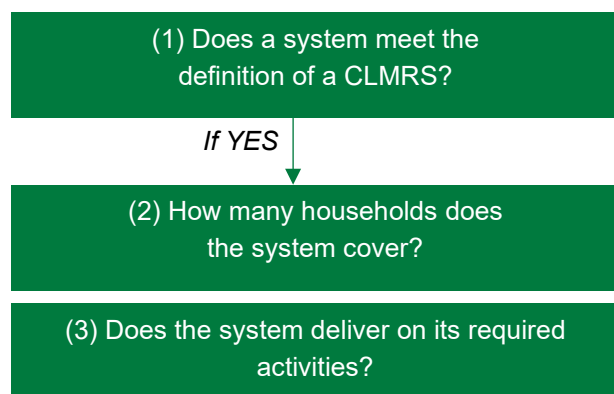 (1) Does a system meet the
definition of a CLMRS?
If YES
(2) How many households does
the system cover?
(3) Does the system deliver on its required
activities?